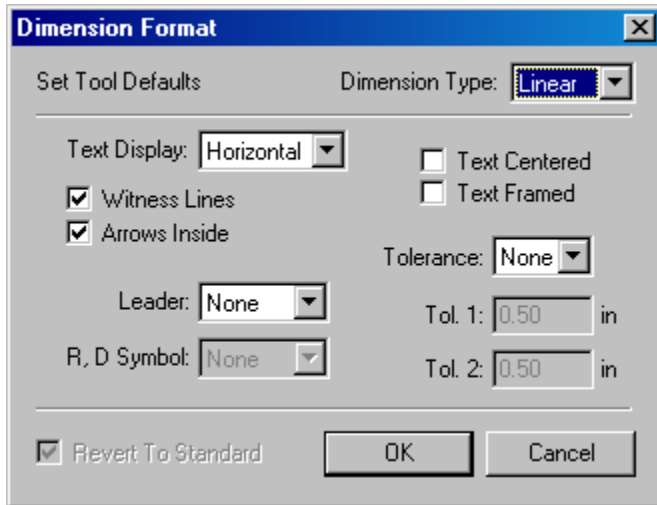 Dimension Format
Set Tool Defaults
Dimension Type: Linear
Text Display: Horizontal
Text Centered
Witness Lines
Text Framed
Arrows Inside
Tolerance: None
Leader: None
Tol. 1: 0.50 in
R, D Symbol: None
Tol. 2: 0.50 in
Revert To Standard
OK
Cancel